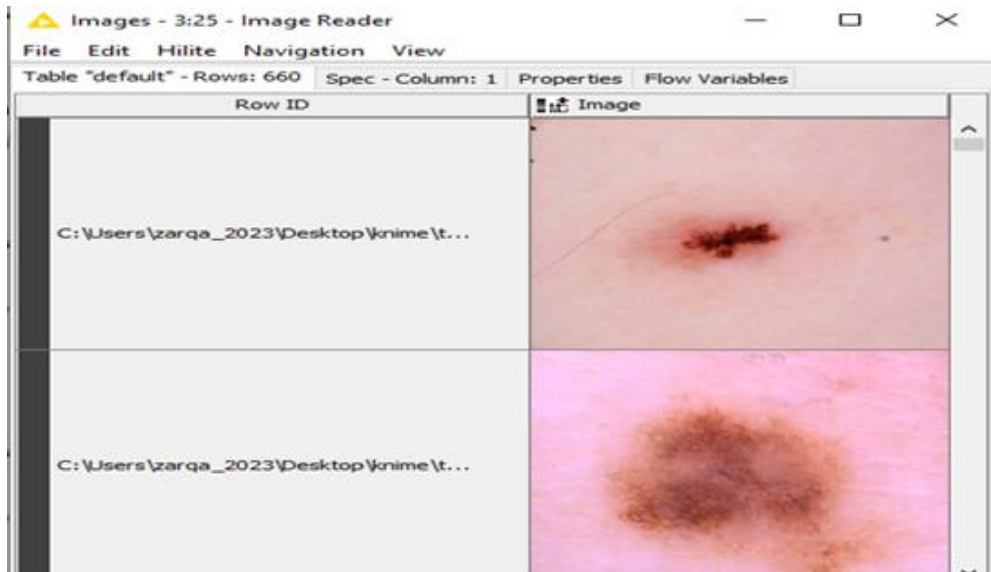 Images - 3:25 - Image Reader
File Edit Hilite Navigation View
Table "default" - Rows: 660 Spec - Column: 1 Properties Flow Variables
Row ID Image
C:\Users\zarqa_2023\Desktop\knime\t...
C:\Users\zarqa_2023\Desktop\knime\t...